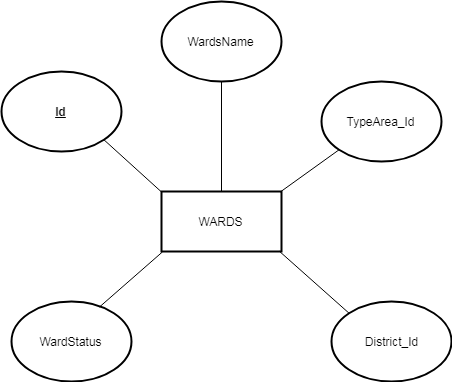 WardsName
Id
TypeArea_Id
WARDS
WardStatus
District_Id